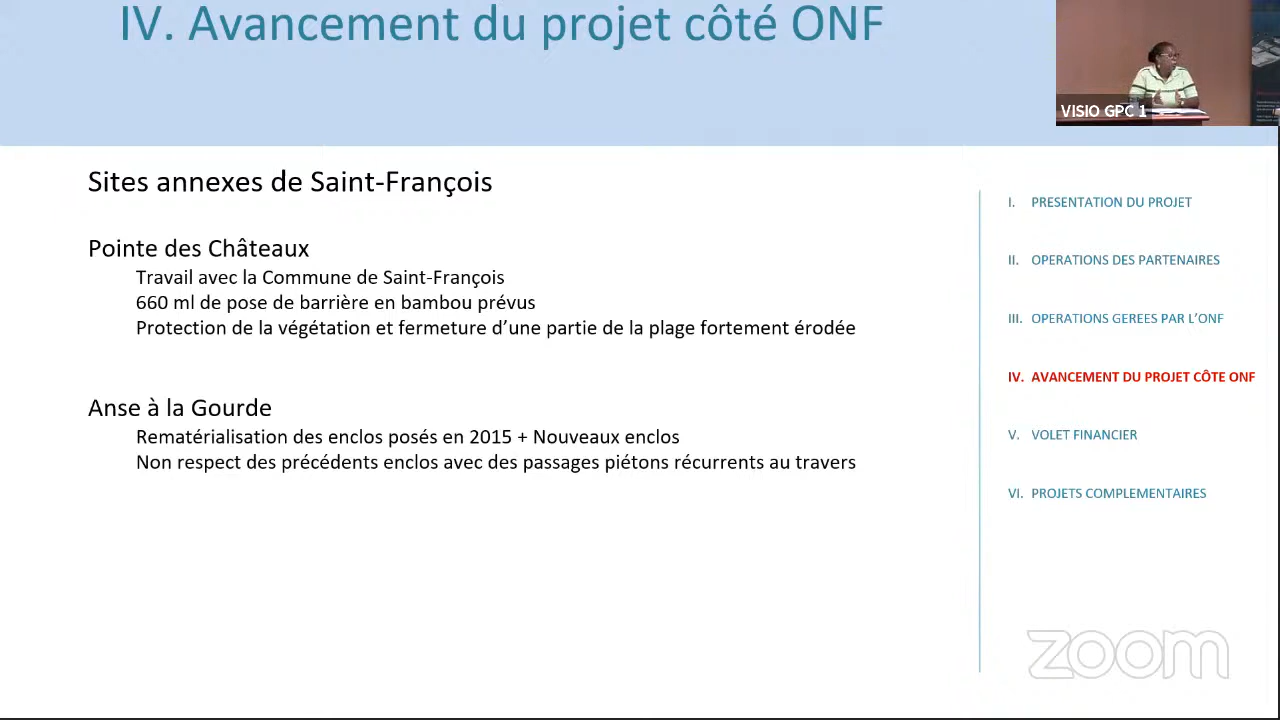 IV. Avancement du projet côté ONF
VISIO GPC 1
Sites annexes de Saint-François
Pointe des Châteaux
Travail avec la Commune de Saint-François
660 ml de pose de barrière en bambou prévus
Protection de la végétation et fermeture d’une partie de la plage fortement érodée
Anse à la Gourde
Rematérialisation des enclos posés en 2015 + Nouveaux enclos
Non respect des précédents enclos avec des passages piétons récurrents au travers
I. PRESENTATION DU PROJET
II. OPERATIONS DES PARTENAIRES
III. OPERATIONS GEREES PAR L’ONF
IV. AVANCEMENT DU PROJET CÔTE ONF
V. VOLET FINANCIER
VI. PROJETS COMPLEMENTAIRES
zoom